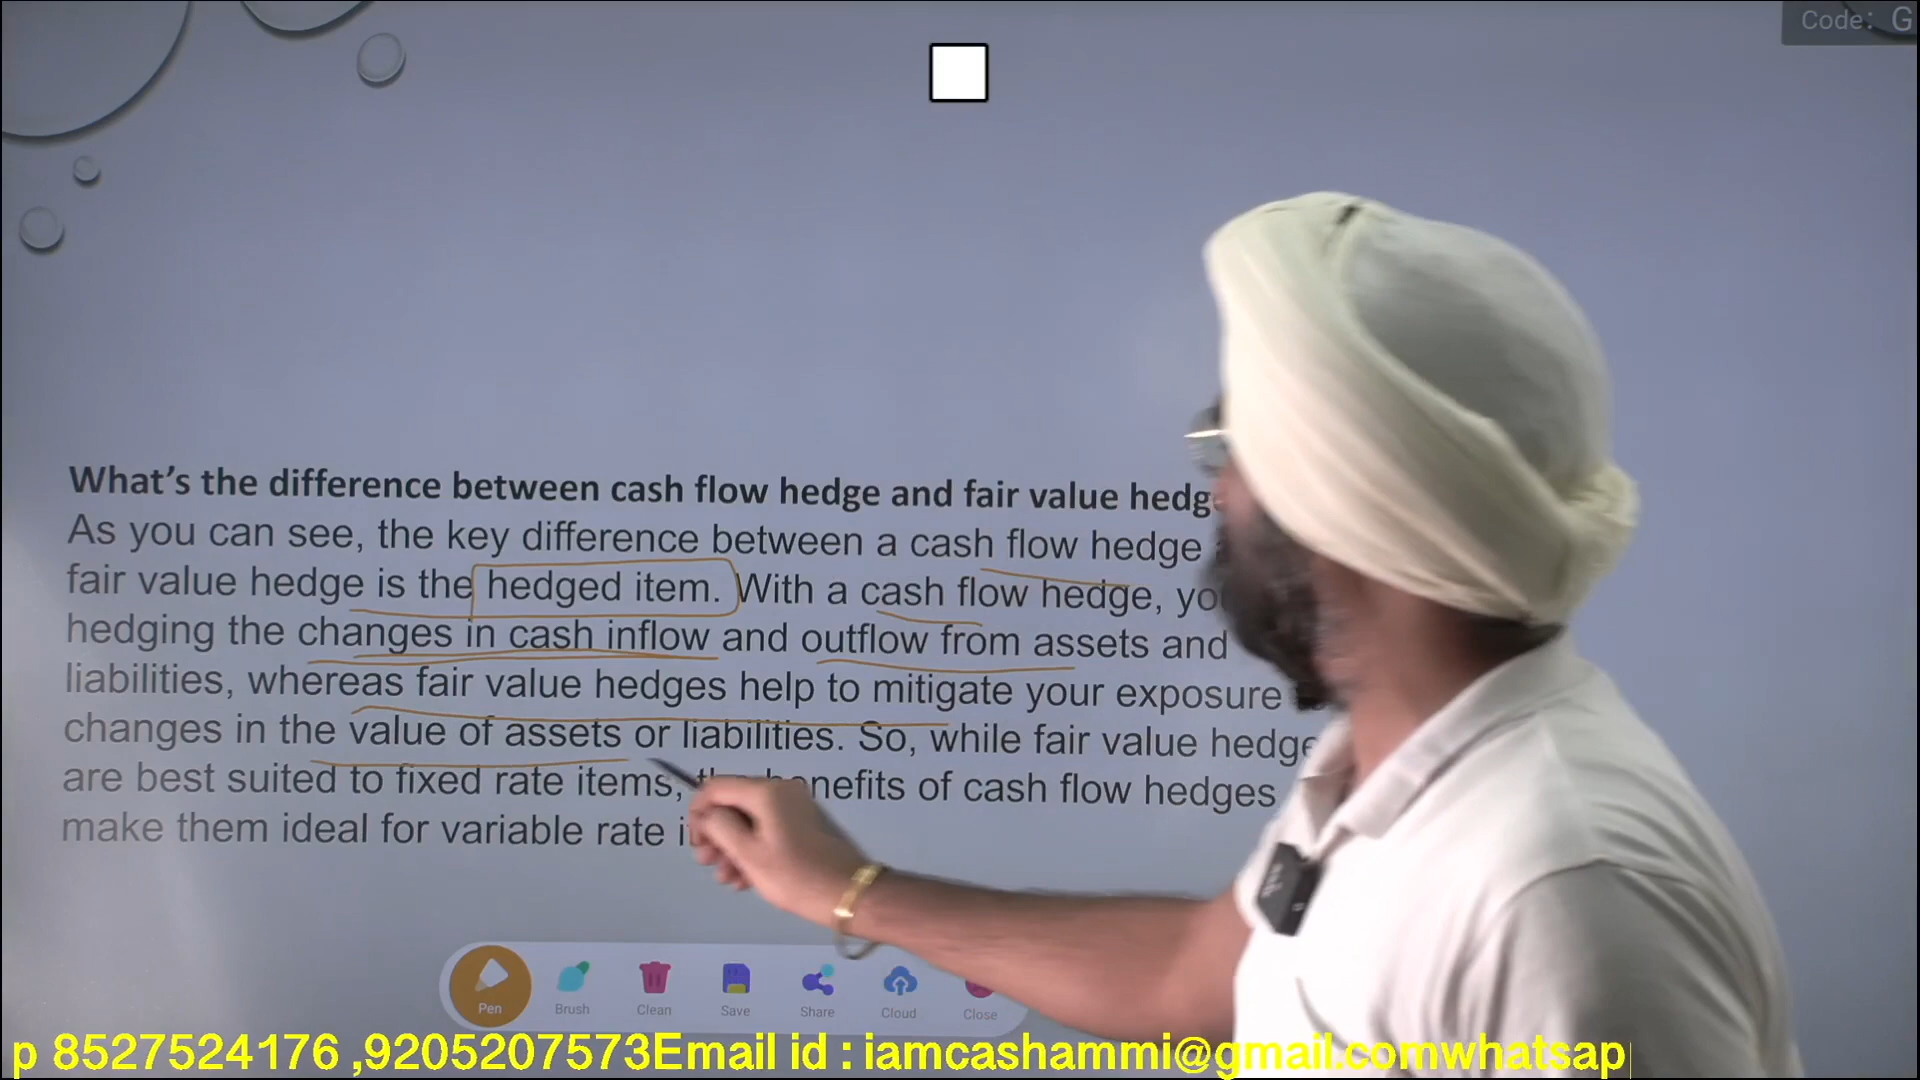 Code: G
What's the difference between cash flow hedge and fair value hedg
As you can see, the key difference between a cash flow hedge
fair value hedge is the hedged item. With a cash flow hedge, yo
hedging the changes in cash inflow and outflow from assets and
liabilities, whereas fair value hedges help to mitigate your exposure
changes in the value of assets or liabilities. So, while fair value hedge
are best suited to fixed rate items, the benefits of cash flow hedges
make them ideal for variable rate
Pen Brush Clean Save Share Cloud Close
p 8527524176 ,9205207573Email id : iamcashammi@gmail.comwhatsap